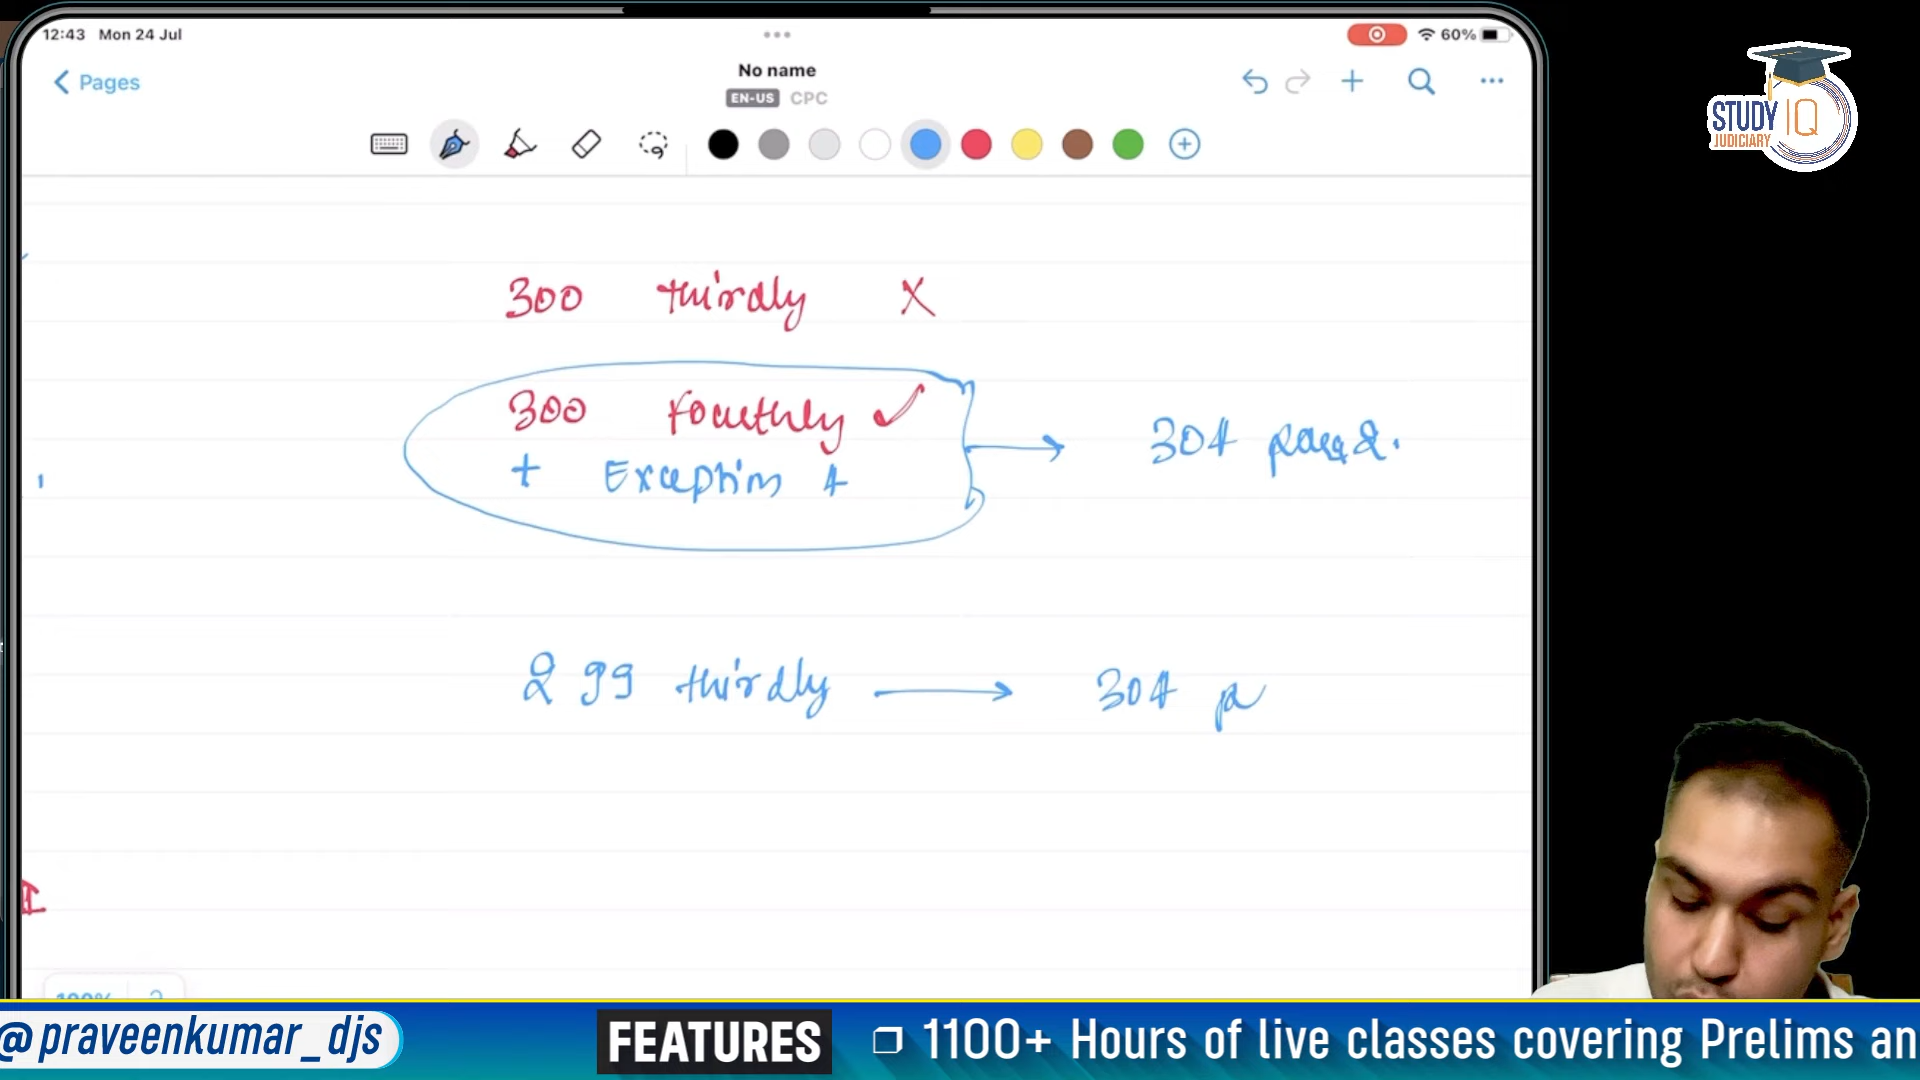 12:43 Mon 24 Jul
60%
Pages
No name
EN-US CPC
STUDY IQ
JUDICIARY
300 thirdly X
300 Fourthly ✓
+ Exception 4
304 para 2.
299 thirdly → 304 p
100%
@praveenkumar_djs
FEATURES
1100+ Hours of live classes covering Prelims an